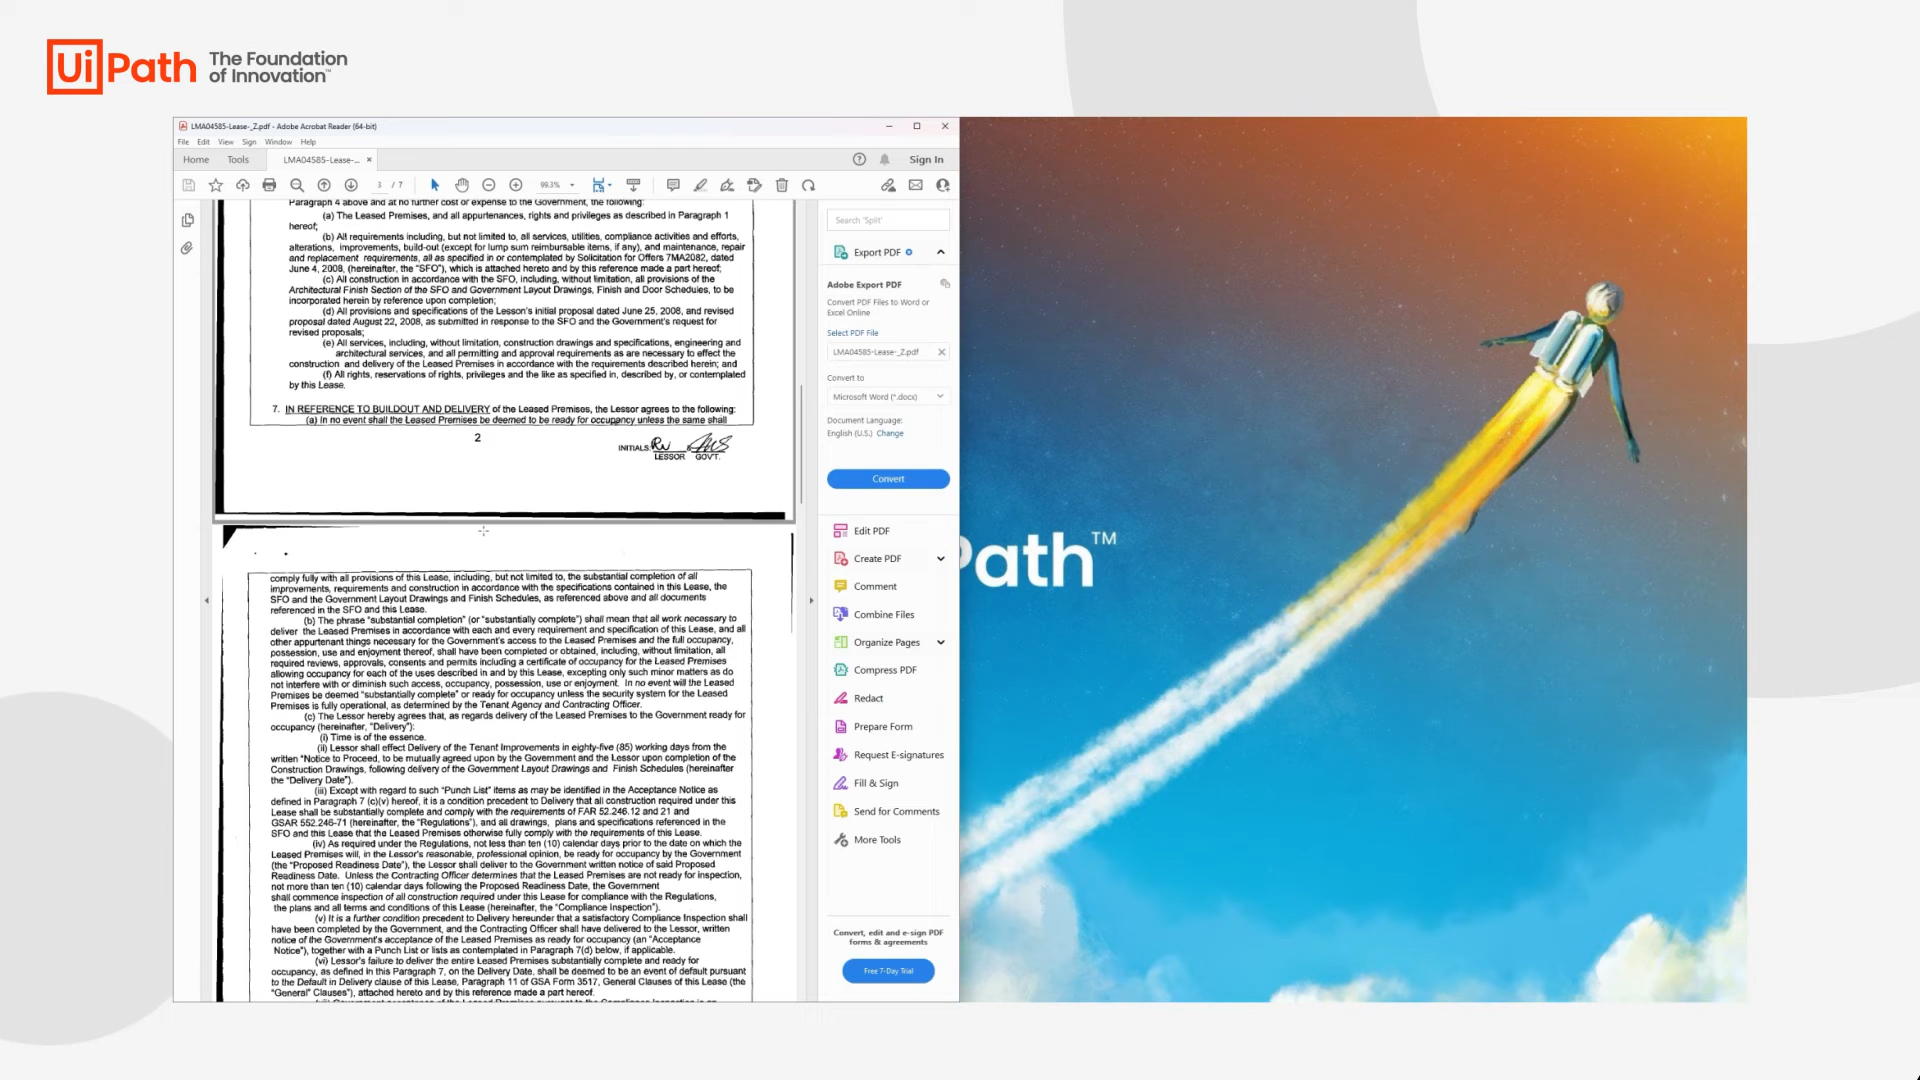 UiPath The Foundation
of Innovation™
LMA04585-Lease-_Z.pdf - Adobe Acrobat Reader (64-bit)
File Edit View Sign Window Help
Home Tools LMA04585-Lease-... × Sign In
3 / 7 99.3%
Paragraph 4 above and at no further cost or expense to the Government, the following:
(a) The Leased Premises, and all appurtenances, rights and privileges as described in Paragraph 1
hereof;
(b) All requirements including, but not limited to, all services, utilities, compliance activities and efforts,
alterations, improvements, build-out (except for lump sum reimbursable items, if any), and maintenance, repair
and replacement requirements, all as specified in or contemplated by Solicitation for Offers 7MA2082, dated
June 4, 2008, (hereinafter, the "SFO"), which is attached hereto and by this reference made a part hereof;
(c) All construction in accordance with the SFO, including, without limitation, all provisions of the
Architectural Finish Section of the SFO and Government Layout Drawings, Finish and Door Schedules, to be
incorporated herein by reference upon completion;
(d) All provisions and specifications of the Lesson's initial proposal dated June 25, 2008, and revised
proposal dated August 22, 2008, as submitted in response to the SFO and the Government's request for
revised proposals;
(e) All services, including, without limitation, construction drawings and specifications, engineering and
architectural services, and all permitting and approval requirements as are necessary to effect the
construction and delivery of the Leased Premises in accordance with the requirements described herein; and
(f) All rights, reservations of rights, privileges and the like as specified in, described by, or contemplated
by this Lease.
7. IN REFERENCE TO BUILDOUT AND DELIVERY of the Leased Premises, the Lessor agrees to the following:
(a) In no event shall the Leased Premises be deemed to be ready for occupancy unless the same shall
2
INITIALS:
LESSOR GOV'T.
comply fully with all provisions of this Lease, including, but not limited to, the substantial completion of all
improvements, requirements and construction in accordance with the specifications contained in this Lease, the
SFO and the Government Layout Drawings and Finish Schedules, as referenced above and all documents
referenced in the SFO and this Lease.
(b) The phrase "substantial completion" (or "substantially complete") shall mean that all work necessary to
deliver the Leased Premises in accordance with each and every requirement and specification of this Lease, and all
other appurtenant things necessary for the Government's access to the Leased Premises and the full occupancy,
possession, use and enjoyment thereof, shall have been completed or obtained, including, without limitation, all
required reviews, approvals, consents and permits including a certificate of occupancy for the Leased Premises
allowing occupancy for each of the uses described in and by this Lease, excepting only such minor matters as do
not interfere with or diminish such access, occupancy, possession, use or enjoyment. In no event will the Leased
Premises be deemed "substantially complete" or ready for occupancy unless the security system for the Leased
Premises is fully operational, as determined by the Tenant Agency and Contracting Officer.
(c) The Lessor hereby agrees that, as regards delivery of the Leased Premises to the Government ready for
occupancy (hereinafter, "Delivery"):
(i) Time is of the essence.
(ii) Lessor shall effect Delivery of the Tenant Improvements in eighty-five (85) working days from the
written "Notice to Proceed, to be mutually agreed upon by the Government and the Lessor upon completion of the
Construction Drawings, following delivery of the Government Layout Drawings and Finish Schedules (hereinafter
the "Delivery Date").
(iii) Except with regard to such "Punch List" items as may be identified in the Acceptance Notice as
defined in Paragraph 7 (c)(v) hereof, it is a condition precedent to Delivery that all construction required under this
Lease shall be substantially complete and comply with the requirements of FAR 52.246.12 and 21 and
GSAR 552.246-71 (hereinafter, the "Regulations"), and all drawings, plans and specifications referenced in the
SFO and this Lease that the Leased Premises otherwise fully comply with the requirements of this Lease.
(iv) As required under the Regulations, not less than ten (10) calendar days prior to the date on which the
Leased Premises will, in the Lessor's reasonable, professional opinion, be ready for occupancy by the Government
(the "Proposed Readiness Date"), the Lessor shall deliver to the Government written notice of said Proposed
Readiness Date. Unless the Contracting Officer determines that the Leased Premises are not ready for inspection,
not more than ten (10) calendar days following the Proposed Readiness Date, the Government
shall commence inspection of all construction required under this Lease for compliance with the Regulations,
the plans and all terms and conditions of this Lease (hereinafter, the "Compliance Inspection").
(v) It is a further condition precedent to Delivery hereunder that a satisfactory Compliance Inspection shall
have been completed by the Government, and the Contracting Officer shall have delivered to the Lessor, written
notice of the Government's acceptance of the Leased Premises as ready for occupancy (an "Acceptance
Notice"), together with a Punch List or lists as contemplated in Paragraph 7(d) below, if applicable.
(vi) Lessor's failure to deliver the entire Leased Premises substantially complete and ready for
occupancy, as defined in this Paragraph 7, on the Delivery Date, shall be deemed to be an event of default pursuant
to the Default in Delivery clause of this Lease, Paragraph 11 of GSA Form 3517, General Clauses of this Lease (the
"General" Clauses"), attached hereto and by this reference made a part hereof.
Search 'Split'
Export PDF
Adobe Export PDF
Convert PDF Files to Word or
Excel Online
Select PDF File
LMA04585-Lease-_Z.pdf
Convert to
Microsoft Word (*.docx)
Document Language:
English (U.S.) Change
Convert
Edit PDF
Create PDF
Comment
Combine Files
Organize Pages
Compress PDF
Redact
Prepare Form
Request E-signatures
Fill & Sign
Send for Comments
More Tools
Convert, edit and e-sign PDF
forms & agreements
Free 7-Day Trial
Path™